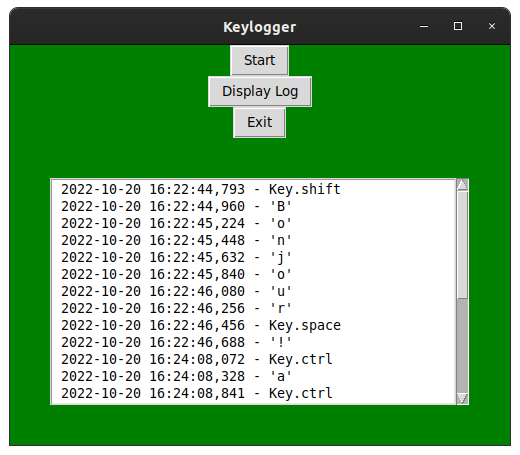 Keylogger
Start
Display Log
Exit
2022-10-20 16:22:44,793 - Key.shift
2022-10-20 16:22:44,960 - 'B'
2022-10-20 16:22:45,224 - 'o'
2022-10-20 16:22:45,448 - 'n'
2022-10-20 16:22:45,632 - 'j'
2022-10-20 16:22:45,840 - 'o'
2022-10-20 16:22:46,080 - 'u'
2022-10-20 16:22:46,256 - 'r'
2022-10-20 16:22:46,456 - Key.space
2022-10-20 16:22:46,688 - '!'
2022-10-20 16:24:08,072 - Key.ctrl
2022-10-20 16:24:08,328 - 'a'
2022-10-20 16:24:08,841 - Key.ctrl